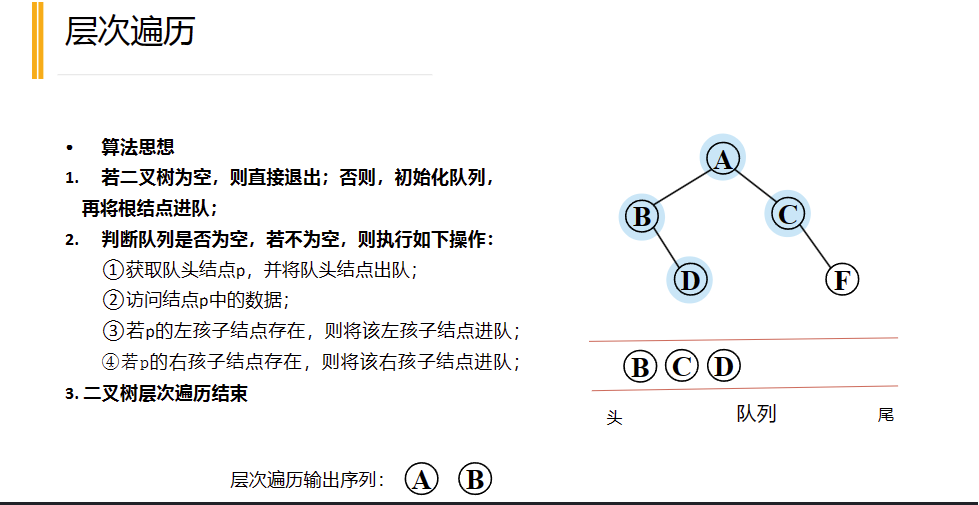 层次遍历
• 算法思想
1. 若二叉树为空，则直接退出；否则，初始化队列，
再将根结点进队；
2. 判断队列是否为空，若不为空，则执行如下操作：
①获取队头结点p，并将队头结点出队；
②访问结点p中的数据；
③若p的左孩子结点存在，则将该左孩子结点进队；
④若p的右孩子结点存在，则将该右孩子结点进队；
3. 二叉树层次遍历结束
A
B C
D F
B C D
头 队列 尾
层次遍历输出序列： A B